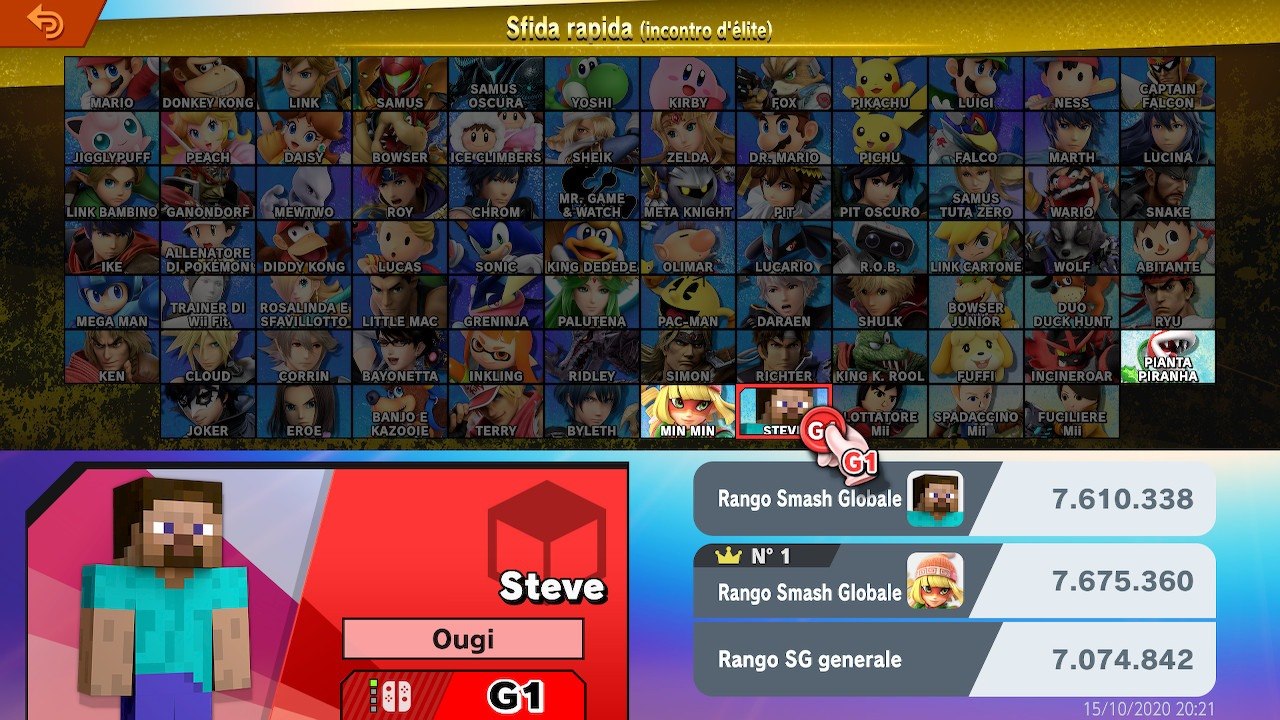 Sfida rapida (incontro d'élite)
MARIO DONKEY KONG LINK SAMUS SAMUS OSCURA YOSHI KIRBY FOX PIKACHU LUIGI NESS CAPTAIN FALCON
JIGGLYPUFF PEACH DAISY BOWSER ICE CLIMBERS SHEIK ZELDA DR. MARIO PICHU FALCO MARTH LUCINA
LINK BAMBINO GANONDORF MEWTWO ROY CHROM MR. GAME & WATCH META KNIGHT PIT PIT OSCURO SAMUS TUTA ZERO WARIO SNAKE
IKE ALLENATORE DI POKÉMON DIDDY KONG LUCAS SONIC KING DEDEDE OLIMAR LUCARIO R.O.B. LINK CARTONE WOLF ABITANTE
MEGA MAN TRAINER DI Wii Fit ROSALINDA E SFAVILLOTTO LITTLE MAC GRENINJA PALUTENA PAC-MAN DARAEN SHULK BOWSER JUNIOR DUO DUCK HUNT RYU
KEN CLOUD CORRIN BAYONETTA INKLING RIDLEY SIMON RICHTER KING K. ROOL FUFFI INCINEROAR PIANTA PIRANHA
JOKER EROE BANJO E KAZOOIE TERRY BYLETH MIN MIN STEVE LOTTATORE Mii SPADACCINO Mii FUCILIERE Mii
G1
G1
Rango Smash Globale 7.610.338
N° 1
Rango Smash Globale 7.675.360
Rango SG generale 7.074.842
Steve
Ougi
G1
15/10/2020 20:21